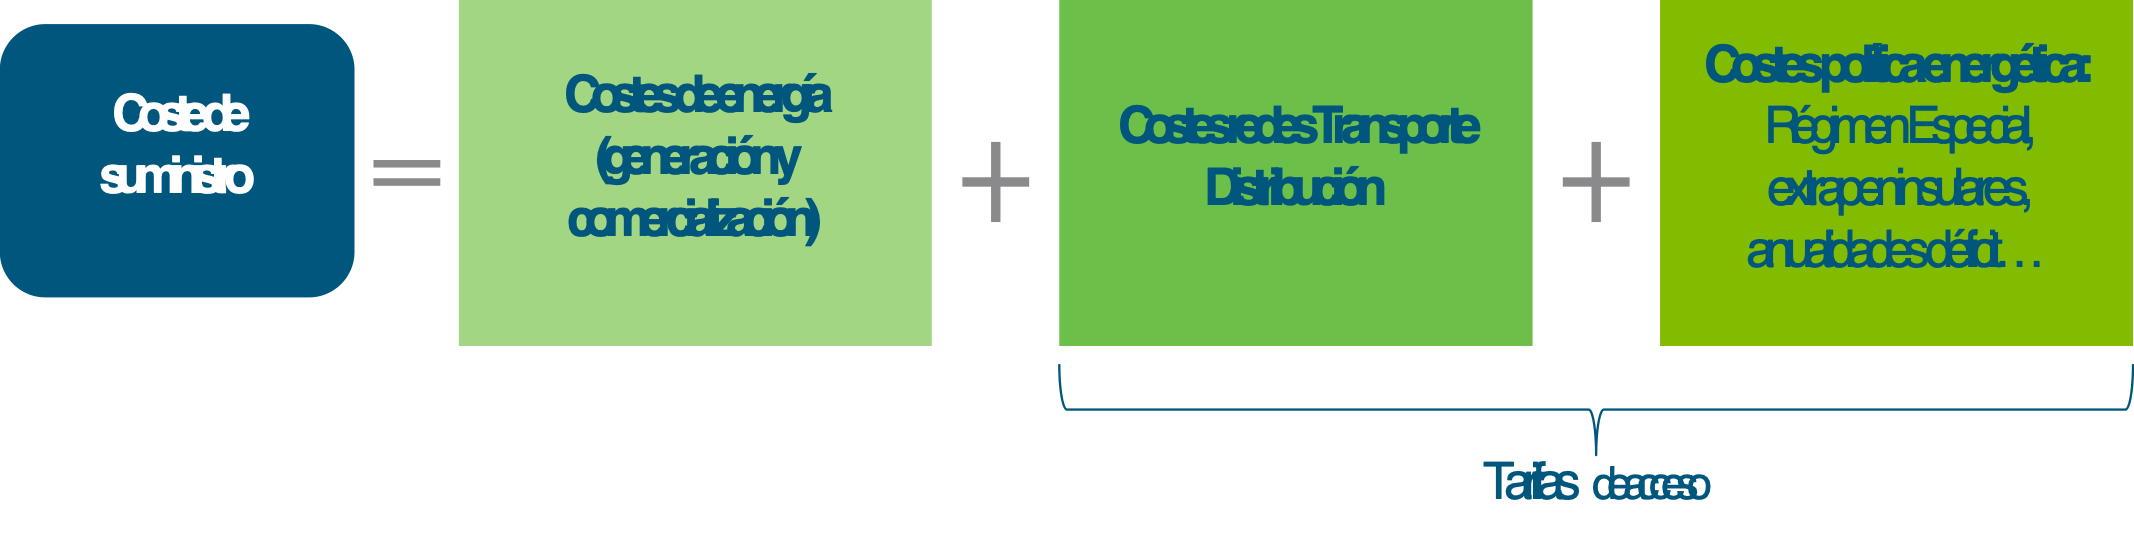 Coste de
suministro
=
Costes de energía
(generación y
comercialización)
+
Costes redes Transporte
Distribución
+
Costes política energética:
Régimen Especial,
extrapeninsulares,
anualidades déficit…
Tarifas de acceso